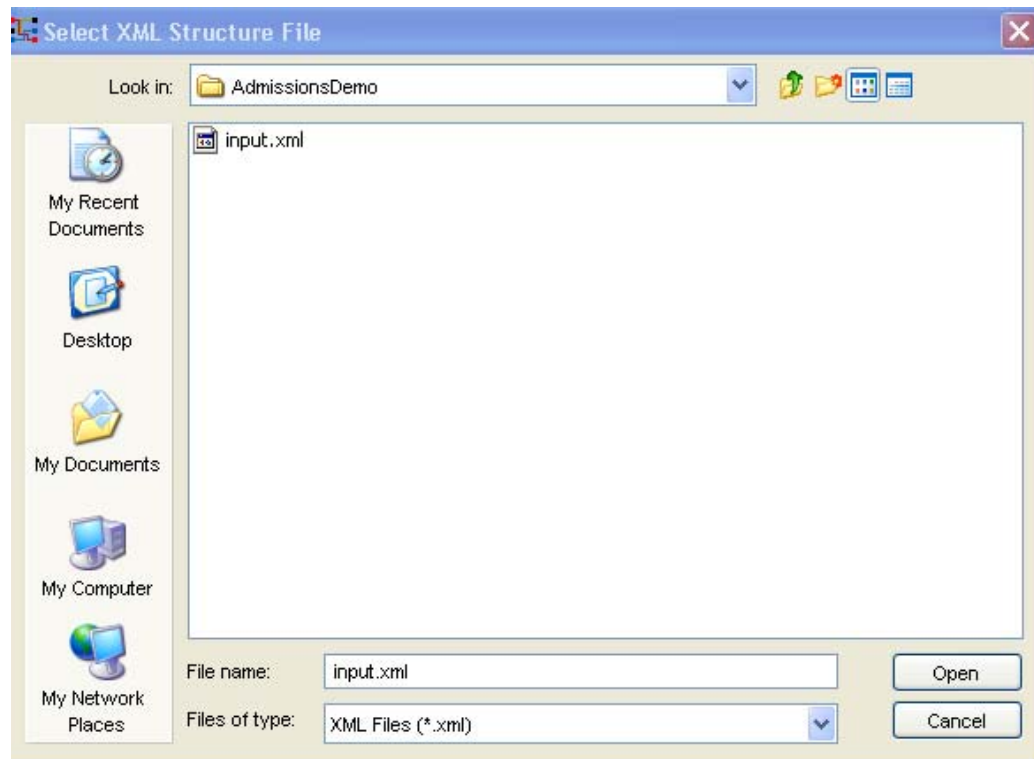 Select XML Structure File
Look in:
AdmissionsDemo
input.xml
My Recent
Documents
Desktop
My Documents
My Computer
My Network
Places
File name:
input.xml
Open
Files of type:
XML Files (*.xml)
Cancel